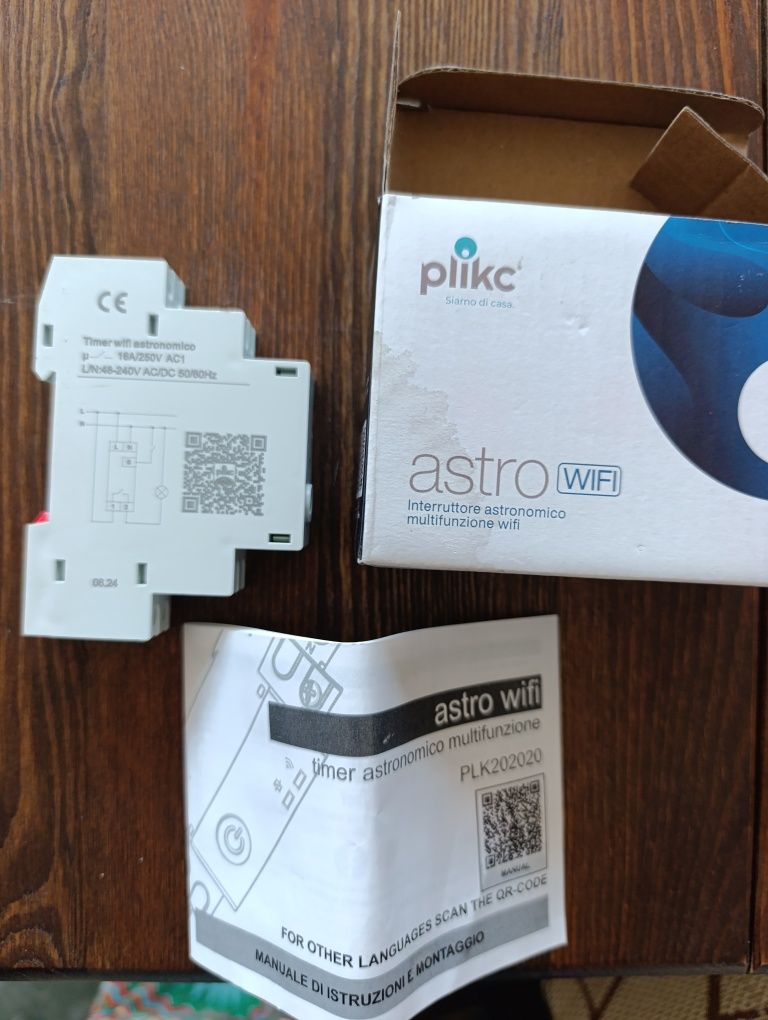 CE
Timer wifi astronomico
µ 16A/250V AC1
L/N:48-240V AC/DC 50/60Hz
L
N
L N
S
1 2
08.24
plikc
Siamo di casa.
astro WIFI
Interruttore astronomico
multifunzione wifi
astro wifi
timer astronomico multifunzione
PLK202020
MANUAL
FOR OTHER LANGUAGES SCAN THE QR-CODE
MANUALE DI ISTRUZIONI E MONTAGGIO